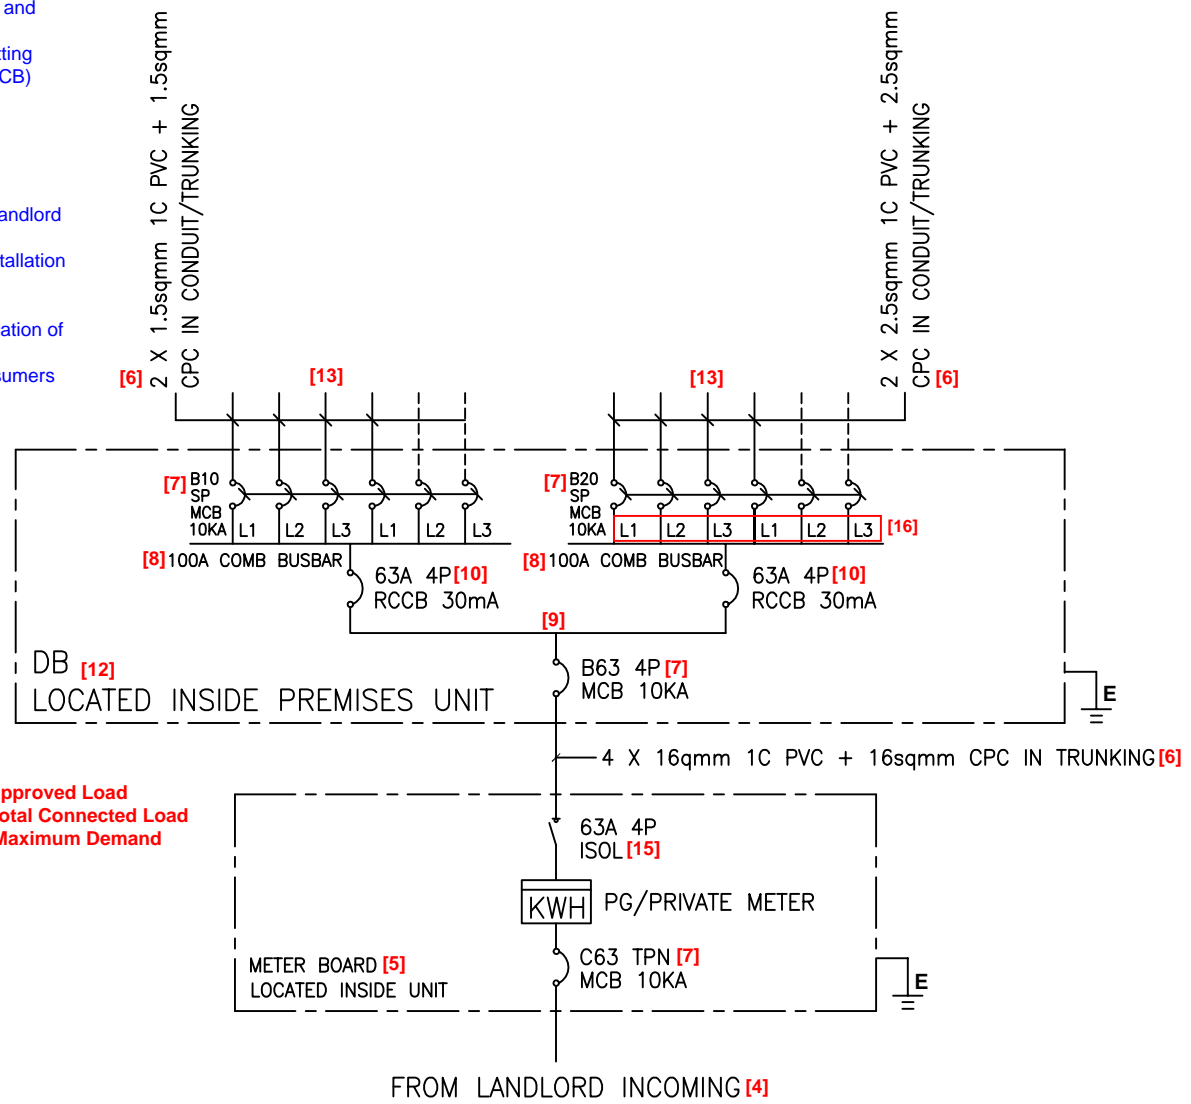 and
tting
CB)
andlord
tallation
ation of
sumers
2 X 1.5sqmm 1C PVC + 1.5sqmm
CPC IN CONDUIT/TRUNKING
[6]
[13]
2 X 2.5sqmm 1C PVC + 2.5sqmm
CPC IN CONDUIT/TRUNKING
[6]
[13]
[7] B10
SP
MCB
10KA L1 L2 L3 L1 L2 L3
[7] B20
SP
MCB
10KA L1 L2 L3 L1 L2 L3 [16]
[8] 100A COMB BUSBAR
[8] 100A COMB BUSBAR
63A 4P [10]
RCCB 30mA
63A 4P [10]
RCCB 30mA
[9]
B63 4P [7]
MCB 10KA
DB [12]
LOCATED INSIDE PREMISES UNIT
E
4 X 16qmm 1C PVC + 16sqmm CPC IN TRUNKING [6]
pproved Load
otal Connected Load
Maximum Demand
63A 4P
ISOL [15]
KWH PG/PRIVATE METER
C63 TPN [7]
MCB 10KA
METER BOARD [5]
LOCATED INSIDE UNIT
E
FROM LANDLORD INCOMING [4]